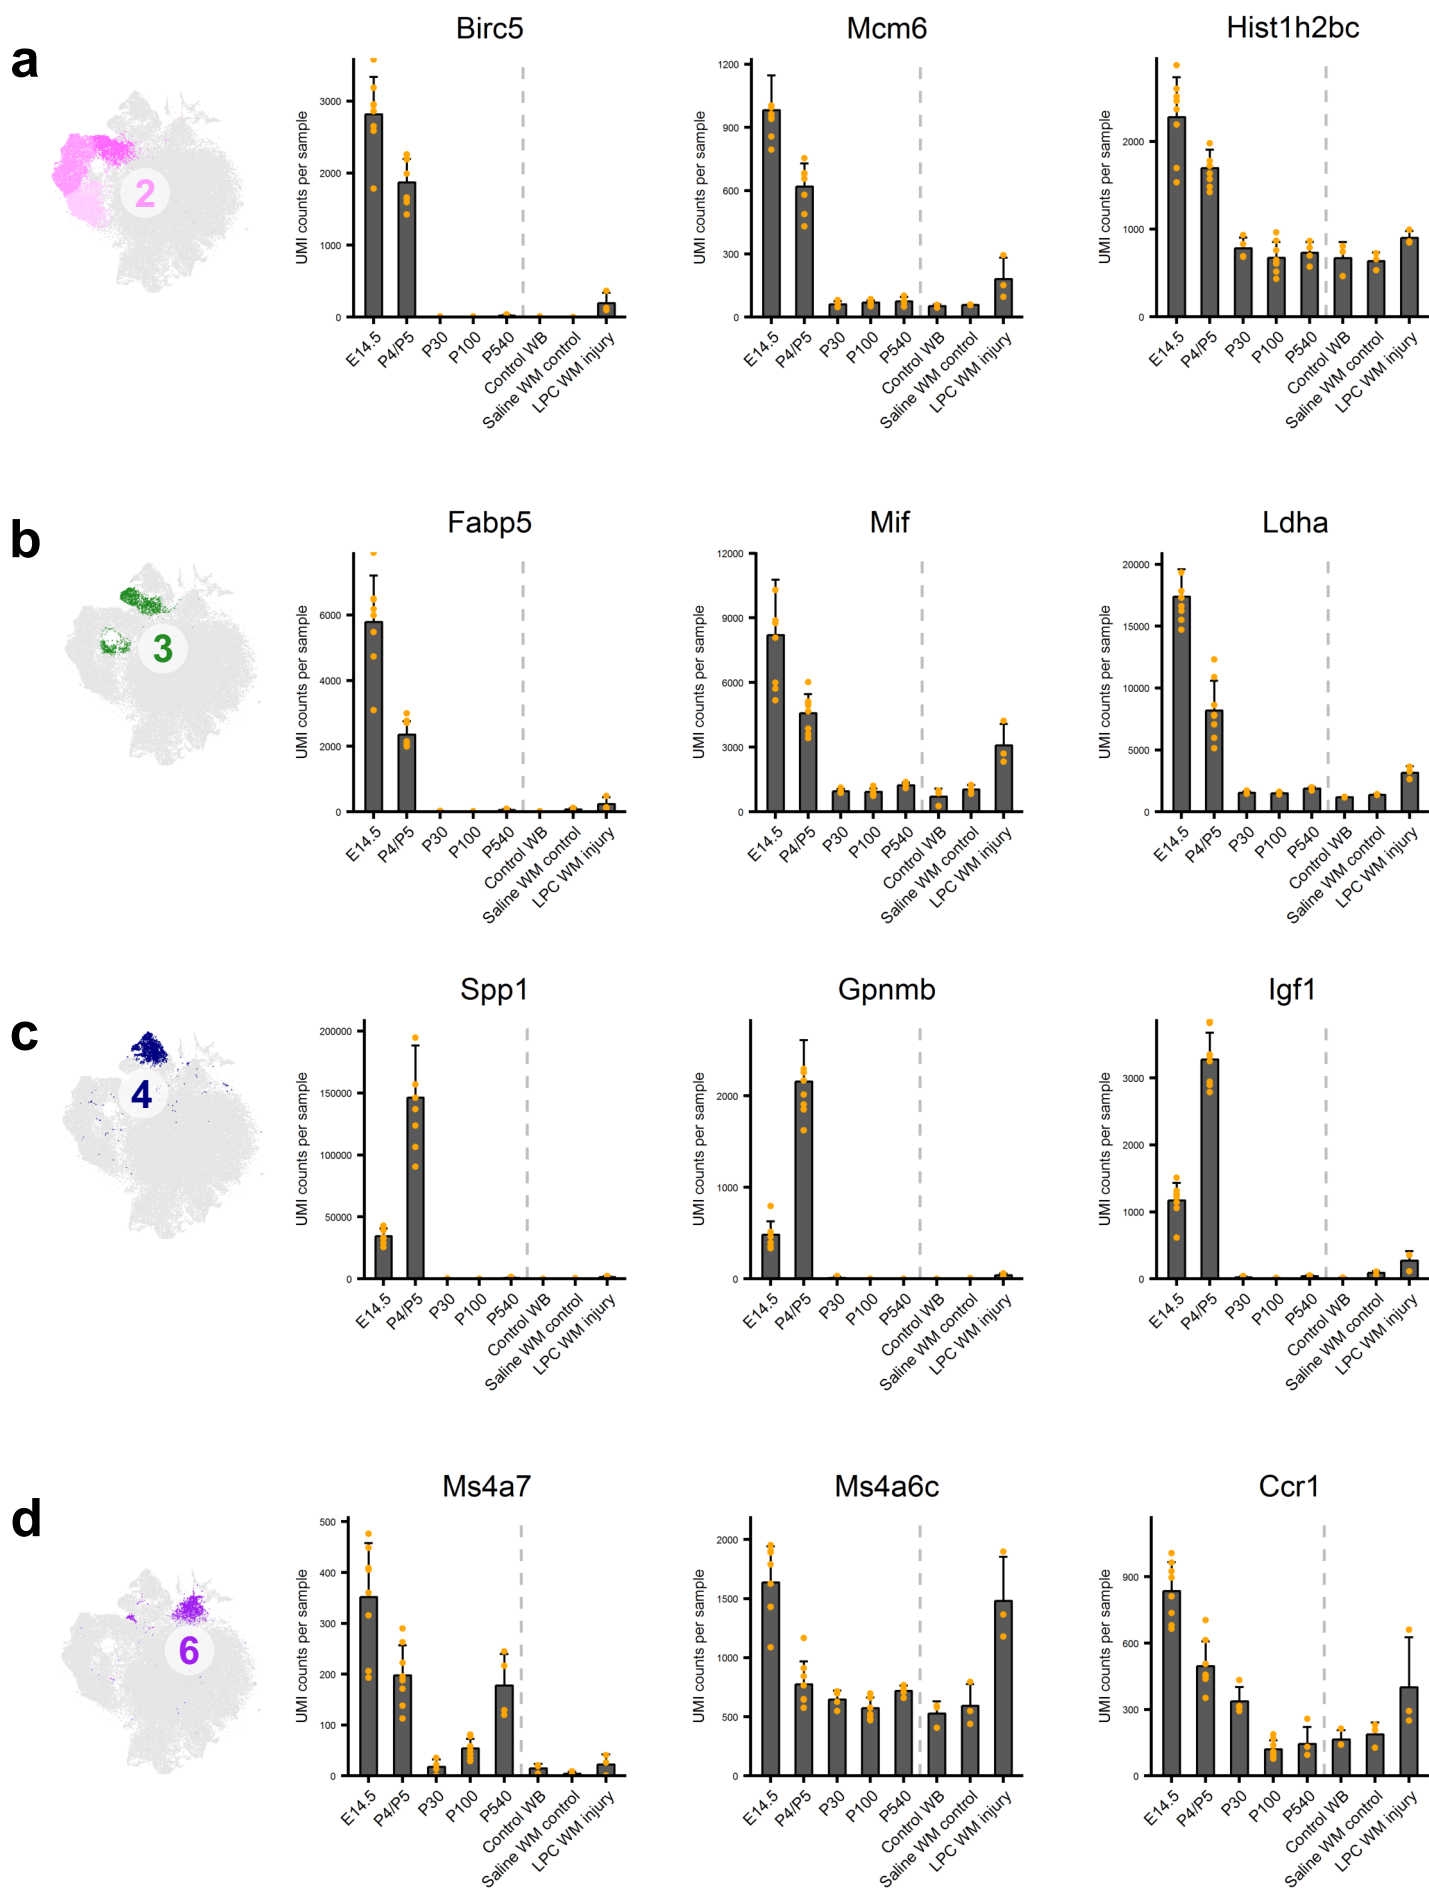 a
Birc5
Mcm6
Hist1h2bc
2
UMI counts per sample
3000
2000
1000
0
E14.5
P4/P5
P30
P100
P540
Control WB
Saline WM control
LPC WM injury
UMI counts per sample
1200
900
600
300
0
E14.5
P4/P5
P30
P100
P540
Control WB
Saline WM control
LPC WM injury
UMI counts per sample
2000
1000
0
E14.5
P4/P5
P30
P100
P540
Control WB
Saline WM control
LPC WM injury
b
Fabp5
Mif
Ldha
3
UMI counts per sample
6000
4000
2000
0
E14.5
P4/P5
P30
P100
P540
Control WB
Saline WM control
LPC WM injury
UMI counts per sample
12000
9000
6000
3000
0
E14.5
P4/P5
P30
P100
P540
Control WB
Saline WM control
LPC WM injury
UMI counts per sample
20000
15000
10000
5000
0
E14.5
P4/P5
P30
P100
P540
Control WB
Saline WM control
LPC WM injury
c
Spp1
Gpnmb
Igf1
4
UMI counts per sample
200000
150000
100000
50000
0
E14.5
P4/P5
P30
P100
P540
Control WB
Saline WM control
LPC WM injury
UMI counts per sample
2000
1000
0
E14.5
P4/P5
P30
P100
P540
Control WB
Saline WM control
LPC WM injury
UMI counts per sample
3000
2000
1000
0
E14.5
P4/P5
P30
P100
P540
Control WB
Saline WM control
LPC WM injury
d
Ms4a7
Ms4a6c
Ccr1
6
UMI counts per sample
500
400
300
200
100
0
E14.5
P4/P5
P30
P100
P540
Control WB
Saline WM control
LPC WM injury
UMI counts per sample
2000
1500
1000
500
0
E14.5
P4/P5
P30
P100
P540
Control WB
Saline WM control
LPC WM injury
UMI counts per sample
900
600
300
0
E14.5
P4/P5
P30
P100
P540
Control WB
Saline WM control
LPC WM injury